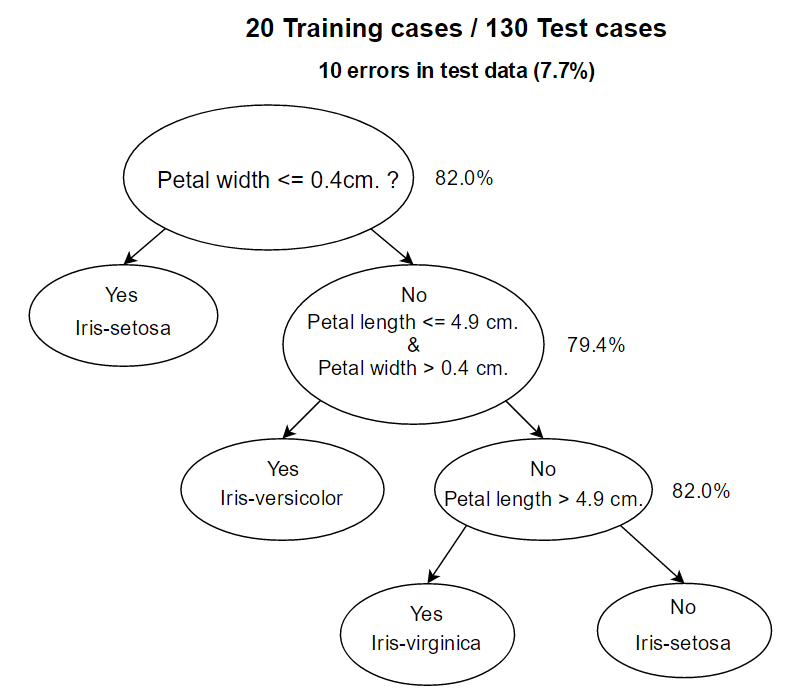 20 Training cases / 130 Test cases
10 errors in test data (7.7%)
Petal width <= 0.4cm. ?
82.0%
Yes
Iris-setosa
No
Petal length <= 4.9 cm.
&
Petal width > 0.4 cm.
79.4%
Yes
Iris-versicolor
No
Petal length > 4.9 cm.
82.0%
Yes
Iris-virginica
No
Iris-setosa